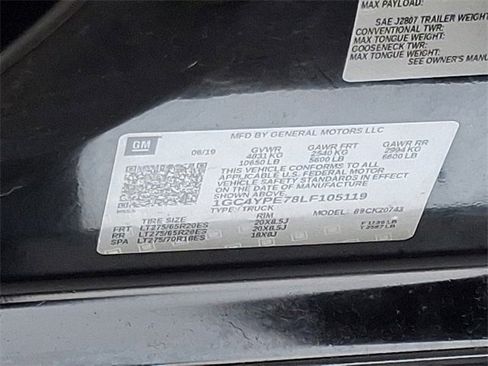 MAX PAYLOAD:
SAE J2807 TRAILER WEIGHT
CONVENTIONAL TWR:
MAX TONGUE WEIGHT:
GOOSENECK TWR:
MAX TONGUE WEIGHT:
SEE OWNER'S MANU
GM
MFD BY GENERAL MOTORS LLC
08/19 GVWR GAWR FRT GAWR RR
4831 KG 2540 KG 2994 KG
10650 LB 5600 LB 6600 LB
THIS VEHICLE CONFORMS TO ALL
APPLICABLE U.S. FEDERAL MOTOR
VEHICLE SAFETY STANDARDS IN
EFFECT ON THE DATE OF MANUFACTURE
SHOWN ABOVE.
1GC4YPE78LF105119
TYPE: TRUCK MODEL:
TIRE SIZE RIM
FRT LT275/65R20ES 20X8.5J
RR LT275/65R20ES 20X8.5J
SPA LT275/70R18ES 18X8J